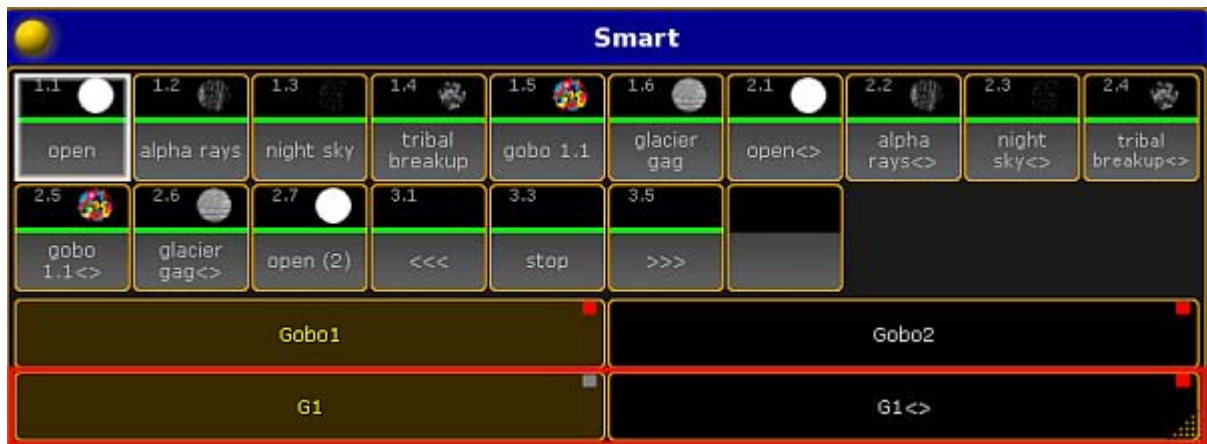 Smart
1.1 1.2 1.3 1.4 1.5 1.6 2.1 2.2 2.3 2.4
open alpha rays night sky tribal breakup gobo 1.1 glacier gag open<> alpha rays<> night sky<> tribal breakup<>
2.5 2.6 2.7 3.1 3.3 3.5
gobo 1.1<> glacier gag<> open (2) <<< stop >>>
Gobo1 Gobo2
G1 G1<>